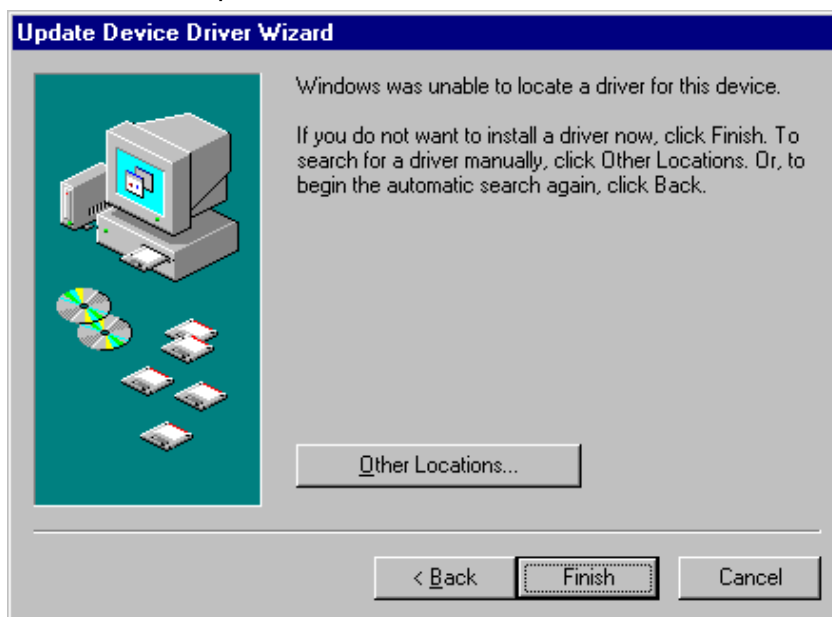 Update Device Driver Wizard
Windows was unable to locate a driver for this device.
If you do not want to install a driver now, click Finish. To
search for a driver manually, click Other Locations. Or, to
begin the automatic search again, click Back.
Other Locations...
< Back
Finish
Cancel